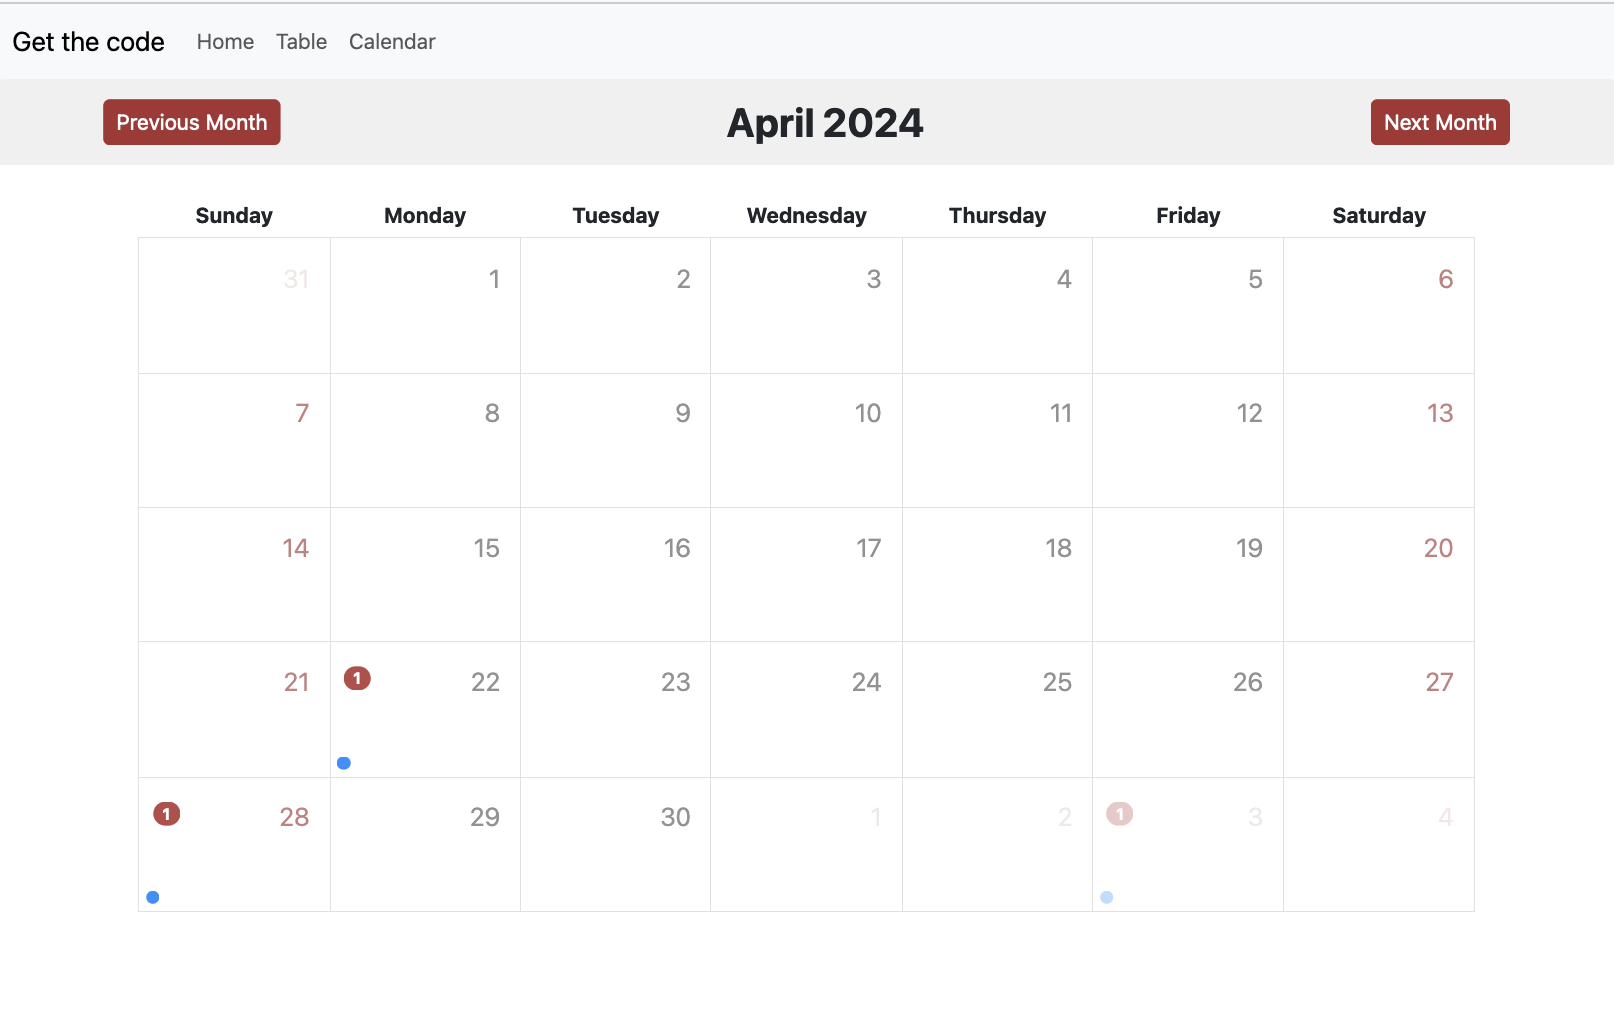 Get the code Home Table Calendar
Previous Month April 2024 Next Month
Sunday Monday Tuesday Wednesday Thursday Friday Saturday
31 1 2 3 4 5 6
7 8 9 10 11 12 13
14 15 16 17 18 19 20
21 1 22 23 24 25 26 27
1 28 29 30 1 2 1 3 4